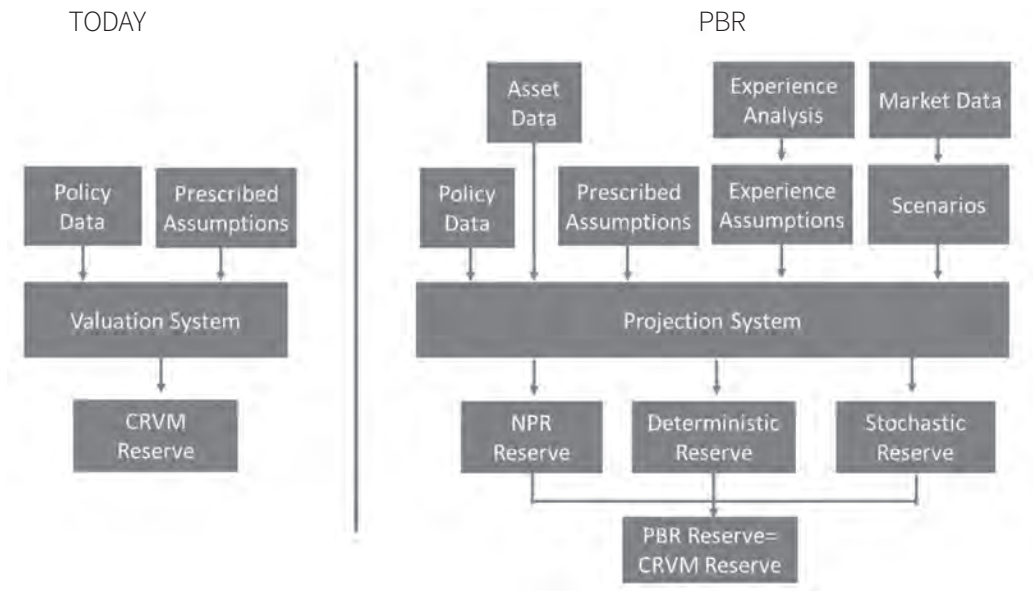 TODAY
Policy
Data
Prescribed
Assumptions
Valuation System
CRVM
Reserve
PBR
Asset
Data
Experience
Analysis
Market Data
Policy
Data
Prescribed
Assumptions
Experience
Assumptions
Scenarios
Projection System
NPR
Reserve
Deterministic
Reserve
Stochastic
Reserve
PBR Reserve=
CRVM Reserve